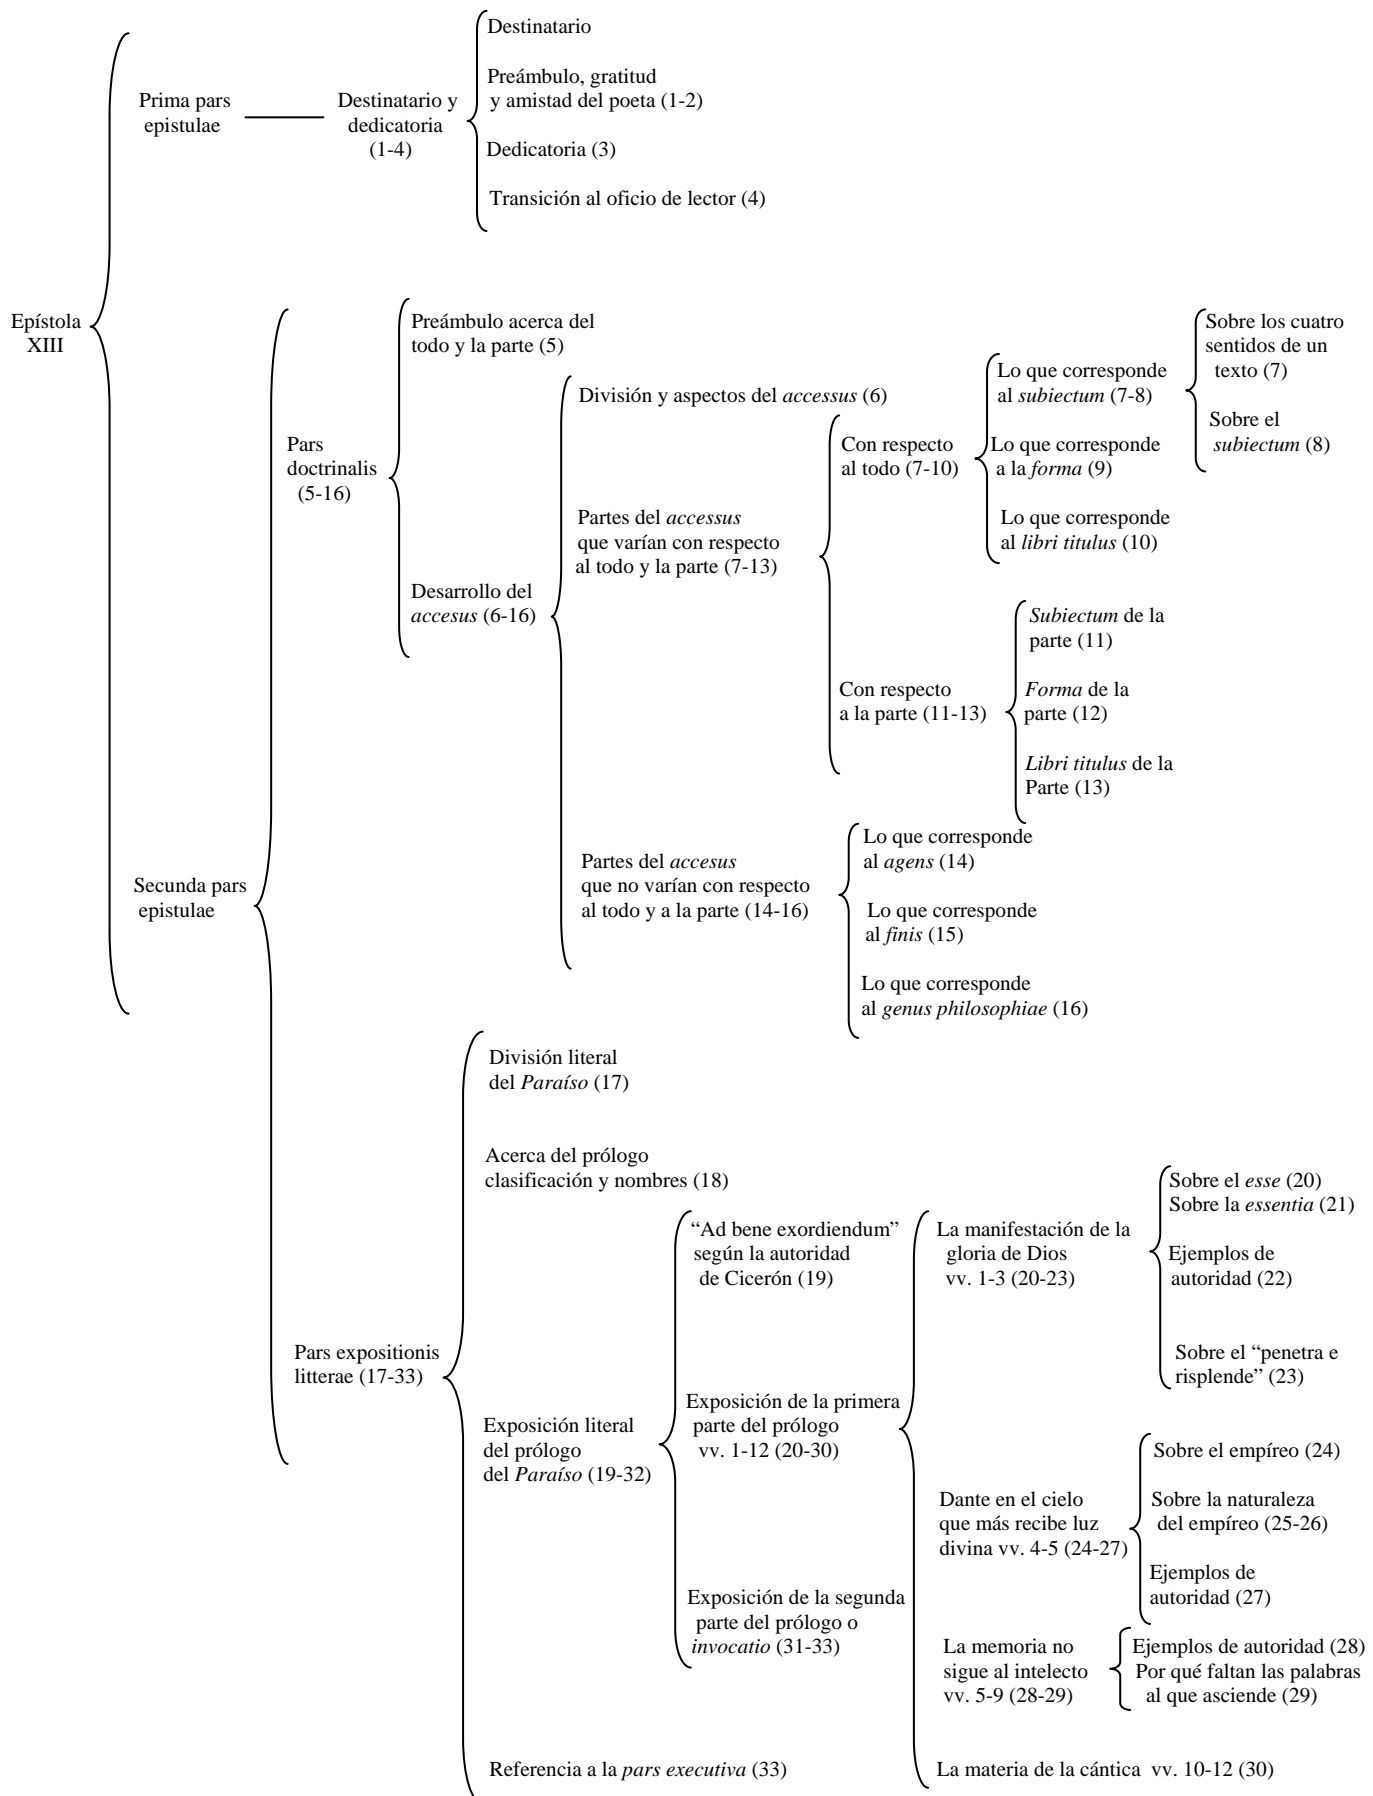 Epístola
XIII
Prima pars
epistulae
Destinatario y
dedicatoria
(1-4)
Destinatario
Preámbulo, gratitud
y amistad del poeta (1-2)
Dedicatoria (3)
Transición al oficio de lector (4)
Secunda pars
epistulae
Pars
doctrinalis
(5-16)
Preámbulo acerca del
todo y la parte (5)
Desarrollo del
accesus (6-16)
División y aspectos del accessus (6)
Partes del accessus
que varían con respecto
al todo y la parte (7-13)
Con respecto
al todo (7-10)
Lo que corresponde
al subiectum (7-8)
Sobre los cuatro
sentidos de un
texto (7)
Sobre el
subiectum (8)
Lo que corresponde
a la forma (9)
Lo que corresponde
al libri titulus (10)
Con respecto
a la parte (11-13)
Subiectum de la
parte (11)
Forma de la
parte (12)
Libri titulus de la
Parte (13)
Partes del accesus
que no varían con respecto
al todo y a la parte (14-16)
Lo que corresponde
al agens (14)
Lo que corresponde
al finis (15)
Lo que corresponde
al genus philosophiae (16)
Pars expositionis
litterae (17-33)
División literal
del Paraíso (17)
Acerca del prólogo
clasificación y nombres (18)
Exposición literal
del prólogo
del Paraíso (19-32)
“Ad bene exordiendum”
según la autoridad
de Cicerón (19)
Exposición de la primera
parte del prólogo
vv. 1-12 (20-30)
La manifestación de la
gloria de Dios
vv. 1-3 (20-23)
Sobre el esse (20)
Sobre la essentia (21)
Ejemplos de
autoridad (22)
Sobre el “penetra e
risplende” (23)
Dante en el cielo
que más recibe luz
divina vv. 4-5 (24-27)
Sobre el empíreo (24)
Sobre la naturaleza
del empíreo (25-26)
Ejemplos de
autoridad (27)
La memoria no
sigue al intelecto
vv. 5-9 (28-29)
Ejemplos de autoridad (28)
Por qué faltan las palabras
al que asciende (29)
La materia de la cántica vv. 10-12 (30)
Exposición de la segunda
parte del prólogo o
invocatio (31-33)
Referencia a la pars executiva (33)